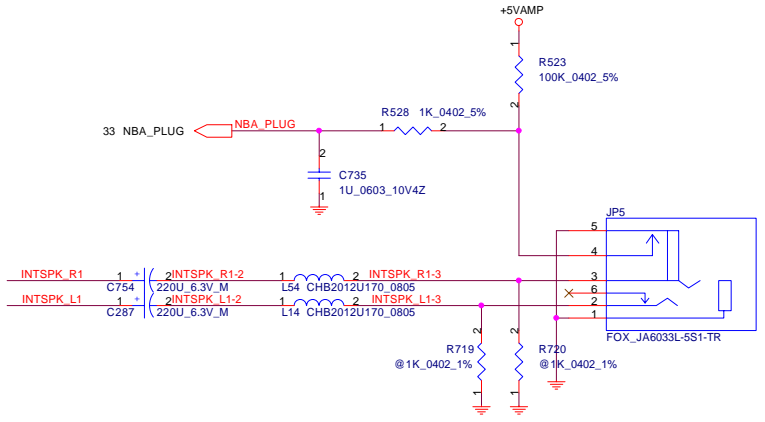 +5VAMP
1
R523
100K_0402_5%
2
R528 1K_0402_5%
33 NBA_PLUG
NBA_PLUG
1
2
2
C735
1U_0603_10V4Z
1
JP5
5
4
INTSPK_R1
1
+
2
INTSPK_R1-2
1
2
INTSPK_R1-3
3
C754
220U_6.3V_M
L54 CHB2012U170_0805
6
INTSPK_L1
1
+
2
INTSPK_L1-2
1
2
INTSPK_L1-3
2
C287
220U_6.3V_M
L14 CHB2012U170_0805
1
2
2
FOX_JA6033L-5S1-TR
R719
R720
@1K_0402_1%
@1K_0402_1%
1
1